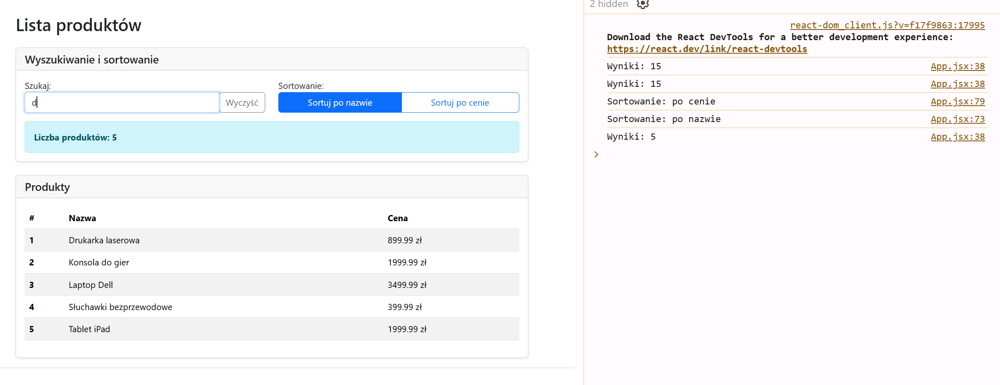 Lista produktów
Wyszukiwanie i sortowanie
Szukaj:
d
Wyczyść
Sortowanie:
Sortuj po nazwie
Sortuj po cenie
Liczba produktów: 5
Produkty
# Nazwa Cena
1 Drukarka laserowa 899.99 zł
2 Konsola do gier 1999.99 zł
3 Laptop Dell 3499.99 zł
4 Słuchawki bezprzewodowe 399.99 zł
5 Tablet iPad 1999.99 zł
2 hidden
react-dom_client.js?v=f17f9863:17995
Download the React DevTools for a better development experience:
https://react.dev/link/react-devtools
Wyniki: 15 App.jsx:38
Wyniki: 15 App.jsx:38
Sortowanie: po cenie App.jsx:79
Sortowanie: po nazwie App.jsx:73
Wyniki: 5 App.jsx:38